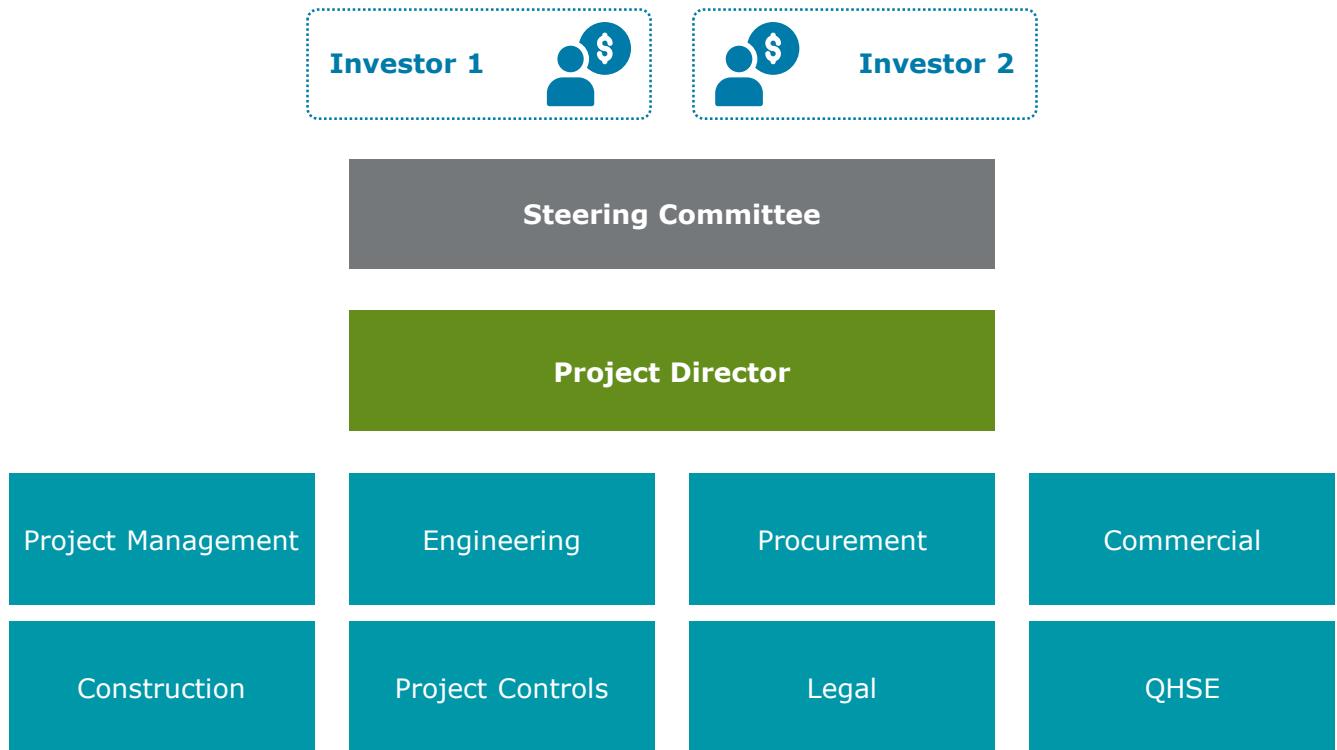 Investor 1
$
$
Investor 2
Steering Committee
Project Director
Project Management
Engineering
Procurement
Commercial
Construction
Project Controls
Legal
QHSE